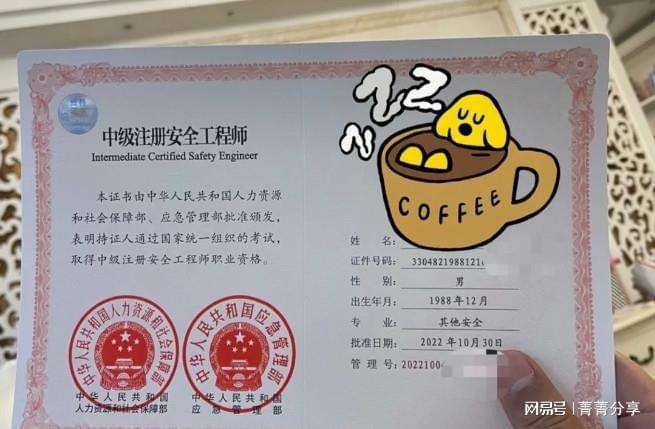 中级注册安全工程师
Intermediate Certified Safety Engineer
本证书由中华人民共和国人力资源
和社会保障部、应急管理部批准颁发,
表明持证人通过国家统一组织的考试,
取得中级注册安全工程师职业资格。
中华人民共和国人力资源和社会保障部
中华人民共和国应急管理部
中华人民共和国
人力资源和社会保障部
中华人民共和国
应急管理部
ZZZ
COFFEE
姓名:
证件号码: 3304821988121
性别: 男
出生年月: 1988年12月
专业: 其他安全
批准日期: 2022年10月30日
管理号: 2022100
网易号 | 菁菁分享